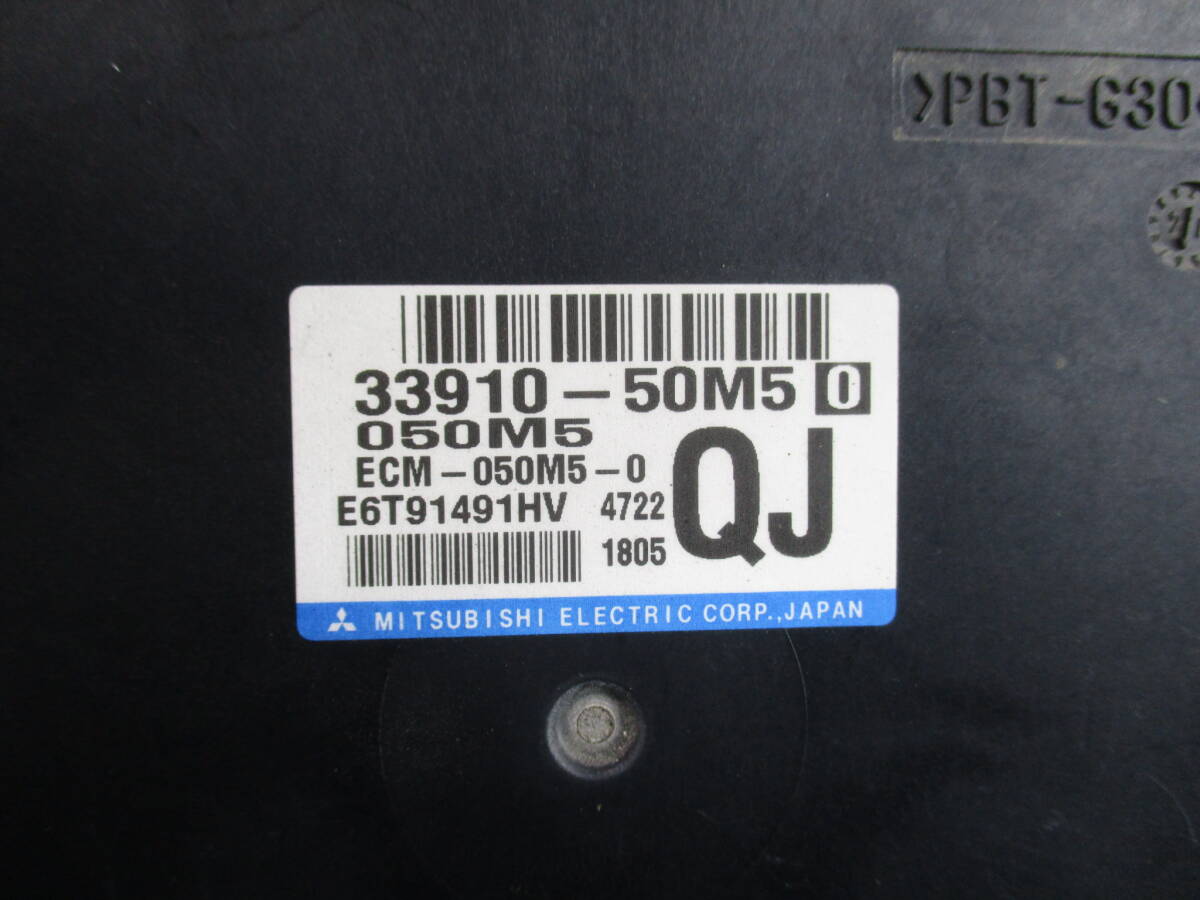 >PBT-G30
33910-50M5 0
050M5
ECM-050M5-0
E6T91491HV 4722
1805
QJ
MITSUBISHI ELECTRIC CORP.,JAPAN